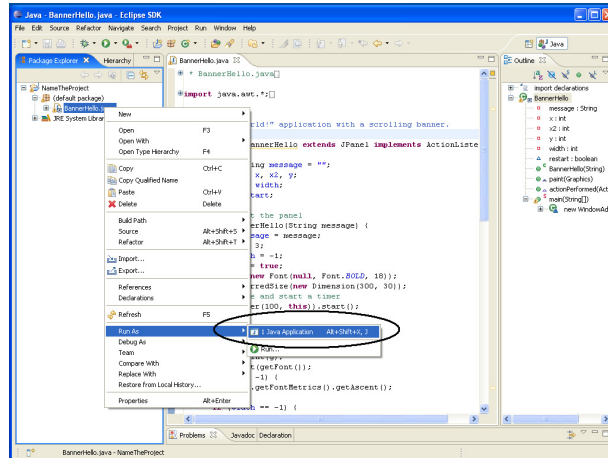 Java - BannerHello.java - Eclipse SDK
File Edit Source Refactor Navigate Search Project Run Window Help
Java
Package Explorer Hierarchy
NameTheProject
(default package)
BannerHello.ja
JRE System Librar
New
Open F3
Open With
Open Type Hierarchy F4
Copy Ctrl+C
Copy Qualified Name
Paste Ctrl+V
Delete Delete
Build Path
Source Alt+Shift+S
Refactor Alt+Shift+T
Import...
Export...
References
Declarations
Refresh F5
Run As
Debug As
Team
Compare With
Replace With
Restore from Local History...
Properties Alt+Enter
1 Java Application Alt+Shift+X, J
Run...
BannerHello.java
* BannerHello.java
import java.awt.*;
rld!" application with a scrolling banner.
annerHello extends JPanel implements ActionListe
ing message = "";
x, x2, y;
width;
start;
t the panel
erHello(String message) {
sage = message;
3;
h = -1;
= true;
new Font(null, Font.BOLD, 18));
rredSize(new Dimension(300, 30));
e and start a timer
er(100, this)).start();
t(g);
t(getFont());
-1) {
.getFontMetrics().getAscent();
if (width == -1) {
Outline
import declarations
BannerHello
message : String
x : int
x2 : int
y : int
width : int
restart : boolean
BannerHello(String)
paint(Graphics)
actionPerformed(Act
main(String[])
new WindowAd
Problems Javadoc Declaration
BannerHello.java - NameTheProject